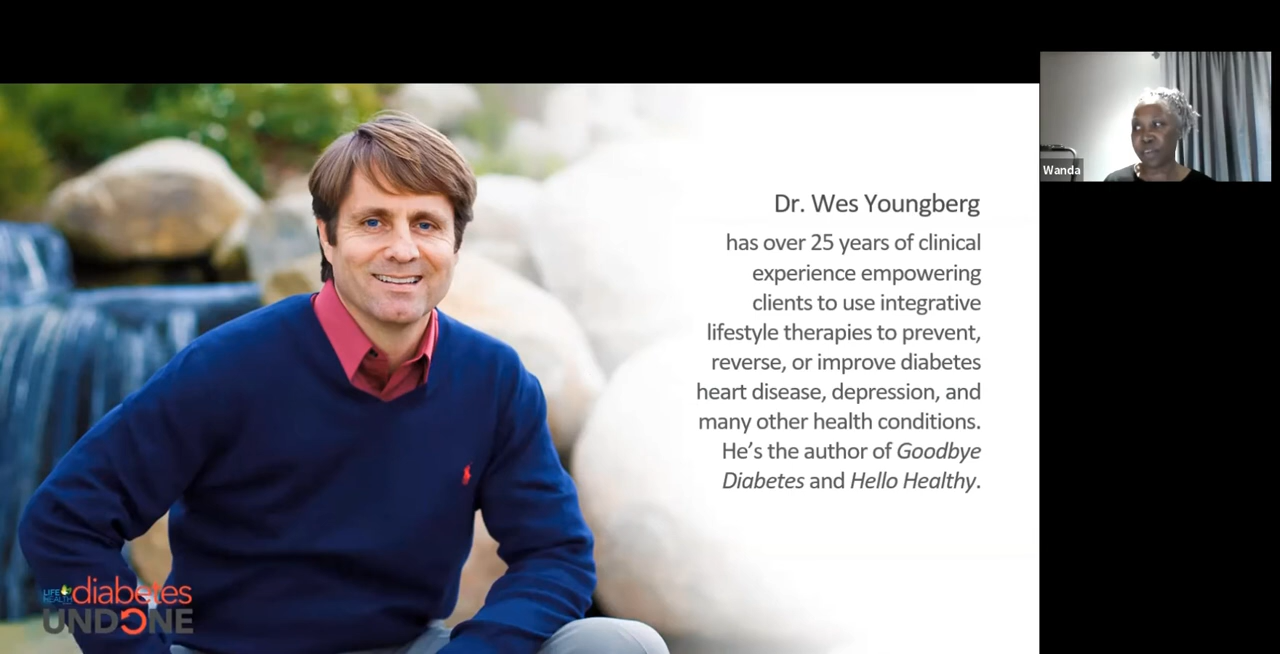 Dr. Wes Youngberg
has over 25 years of clinical
experience empowering
clients to use integrative
lifestyle therapies to prevent,
reverse, or improve diabetes
heart disease, depression, and
many other health conditions.
He's the author of Goodbye
Diabetes and Hello Healthy.
Wanda
LIFE
HEALTH
diabetes
UNDONE